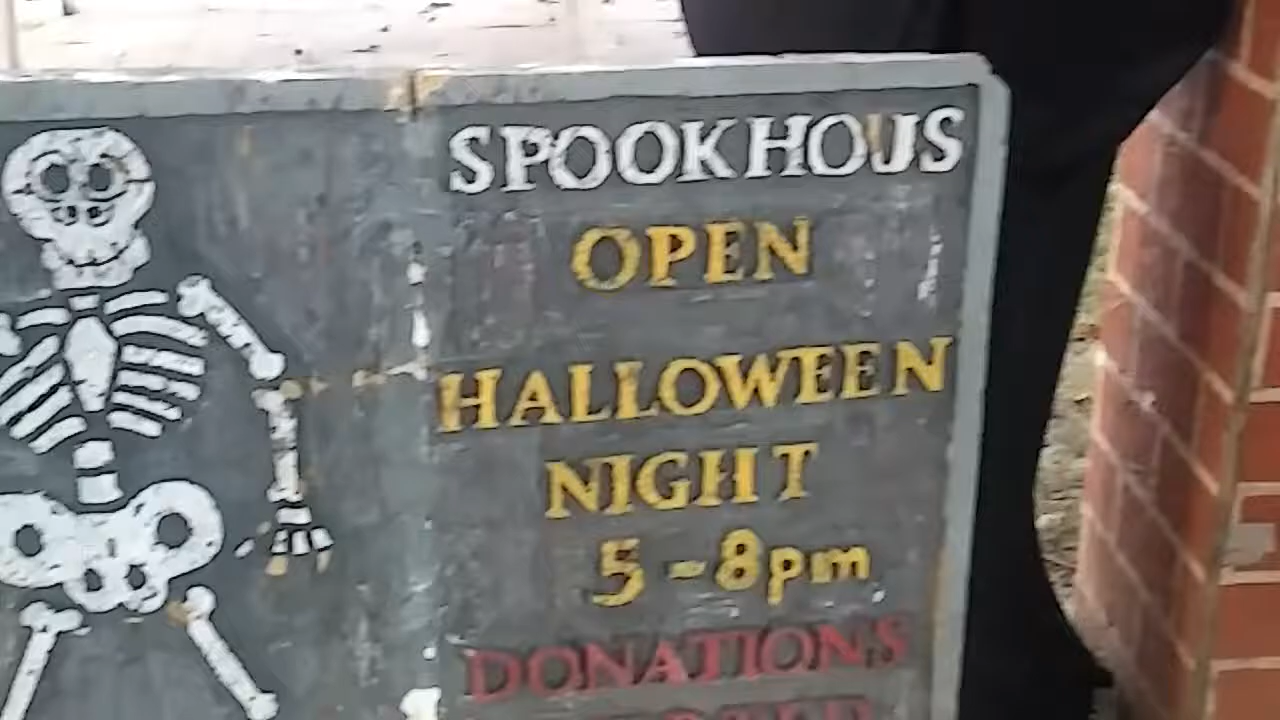 SPOOKHOUS
OPEN
HALLOWEEN
NIGHT
5-8pm
DONATIONS